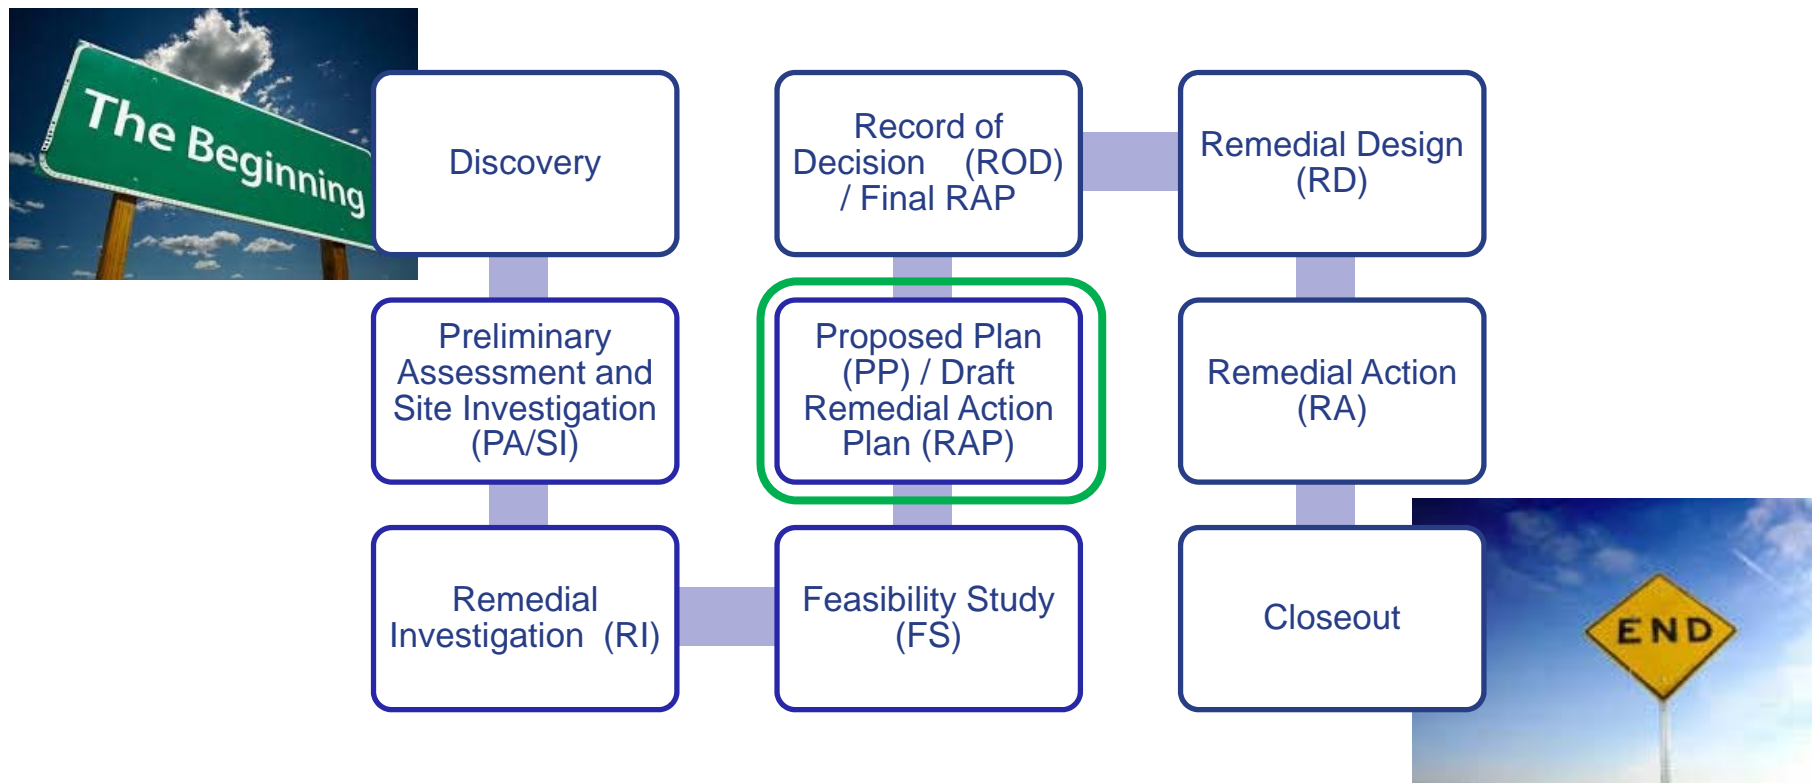 The Beginning
Discovery
Preliminary
Assessment and
Site Investigation
(PA/SI)
Remedial
Investigation (RI)
Feasibility Study
(FS)
Proposed Plan
(PP) / Draft
Remedial Action
Plan (RAP)
Record of
Decision (ROD)
/ Final RAP
Remedial Design
(RD)
Remedial Action
(RA)
Closeout
END